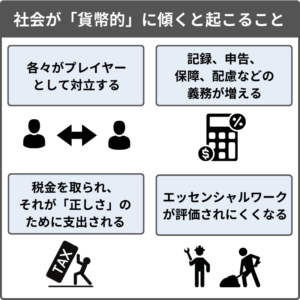 社会が「貨幣的」に傾くと起こること
各々がプレイヤー
として対立する
記録、申告、
保障、配慮などの
義務が増える
%
$
税金を取られ、
それが「正しさ」の
ために支出される
TAX
エッセンシャルワーク
が評価されにくくなる